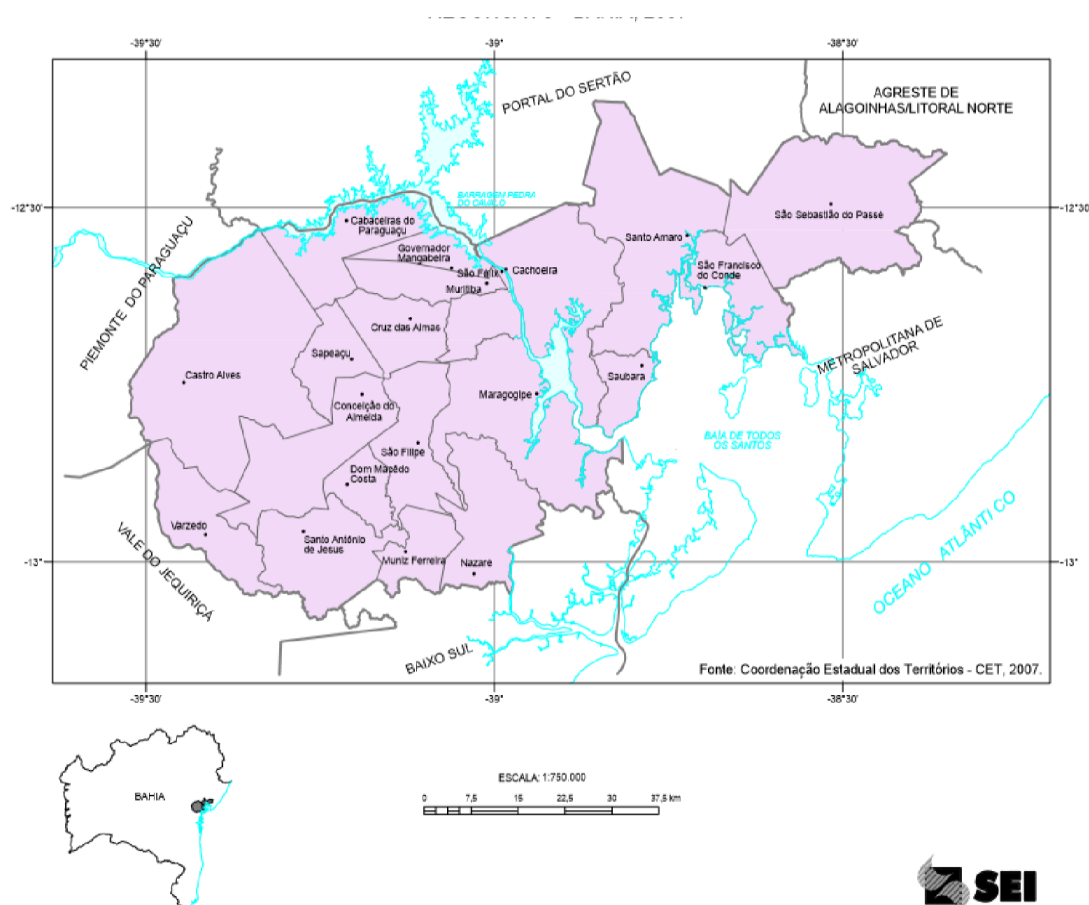 -39°30'
-39°
-38°30'
PORTAL DO SERTÃO
AGRESTE DE
ALAGOINHAS/LITORAL NORTE
-12°30'
-12°30'
BARRAGEM PEDRA
DO CAVALO
Cabaceiras do
Paraguaçu
São Sebastião do Passe
Santo Amaro
Governador
Mangabeira
São Félix
Cachoeira
Muritiba
São Francisco
do Conde
PIEMONTE DO PARAGUAÇU
Cruz das Almas
METROPOLITANA DE
SALVADOR
Sapeaçu
Castro Alves
Saubara
Maragogipe
Conceição do
Almeida
BAÍA DE TODOS
OS SANTOS
São Filipe
Dom Macêdo
Costa
Varzedo
Santo Antônio
de Jesus
Muniz Ferreira
Nazaré
-13°
-13°
VALE DO JEQUIRIÇÁ
OCEANO ATLÂNTICO
BAIXO SUL
Fonte: Coordenação Estadual dos Territórios - CET, 2007.
-39°30'
-39°
-38°30'
BAHIA
ESCALA: 1:750.000
0 7,5 15 22,5 30 37,5 km
SEI